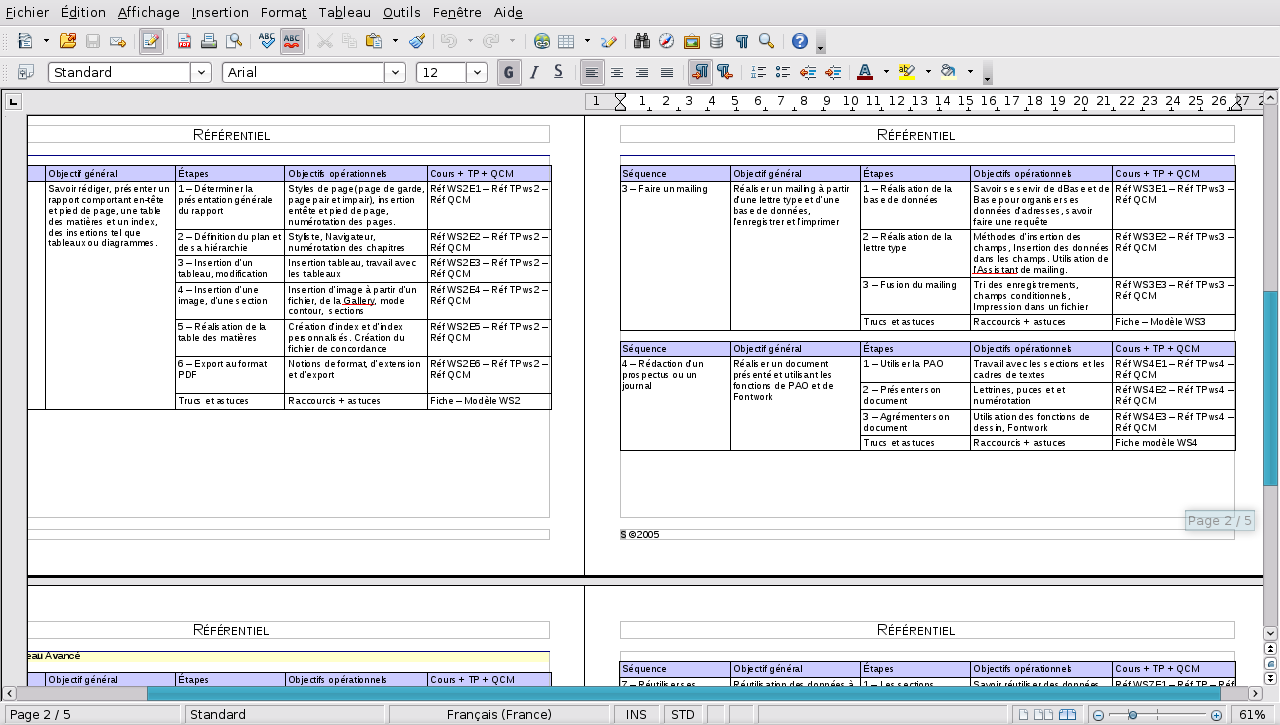 Fichier Édition Affichage Insertion Format Tableau Outils Fenêtre Aide
Standard Arial 12 G I S A
1 1 2 3 4 5 6 7 8 9 10 11 12 13 14 15 16 17 18 19 20 21 22 23 24 25 26 27
RÉFÉRENTIEL
Objectif général Étapes Objectifs opérationnels Cours + TP + QCM
Savoir rédiger, présenter un
rapport comportant en-tête
et pied de page, une table
des matières et un index,
des insertions tel que
tableaux ou diagrammes.
1 – Déterminer la
présentation générale
du rapport
Styles de page(page de garde,
page pair et impair), insertion
entête et pied de page,
numérotation des pages.
Réf WS2E1 – Réf TPws2 –
Réf QCM
2 – Définition du plan et
de sa hiérarchie
Styliste, Navigateur,
numérotation des chapitres
Réf WS2E2 – Réf TPws2 –
Réf QCM
3 – Insertion d'un
tableau, modification
Insertion tableau, travail avec
les tableaux
Réf WS2E3 – Réf TPws2 –
Réf QCM
4 – Insertion d'une
image, d'une section
Insertion d'image à partir d'un
fichier, de la Gallery, mode
contour, sections
Réf WS2E4 – Réf TPws2 –
Réf QCM
5 – Réalisation de la
table des matières
Création d'index et d'index
personnalisés. Création du
fichier de concordance
Réf WS2E5 – Réf TPws2 –
Réf QCM
6 – Export au format
PDF
Notions de format, d'extension
et d'export
Réf WS2E6 – Réf TPws2 –
Réf QCM
Trucs et astuces Raccourcis + astuces Fiche – Modèle WS2
RÉFÉRENTIEL
Séquence Objectif général Étapes Objectifs opérationnels Cours + TP + QCM
3 – Faire un mailing
Réaliser un mailing à partir
d'une lettre type et d'une
base de données,
l'enregistrer et l'imprimer
1 – Réalisation de la
base de données
Savoir se servir de dBase et de
Base pour organiser ses
données d'adresses, savoir
faire une requête
Réf WS3E1 – Réf TPws3 –
Réf QCM
2 – Réalisation de la
lettre type
Méthodes d'insertion des
champs, Insertion des données
dans les champs. Utilisation de
l'Assistant de mailing.
Réf WS3E2 – Réf TPws3 –
Réf QCM
3 – Fusion du mailing
Tri des enregistrements,
champs conditionnels,
Impression dans un fichier
Réf WS3E3 – Réf TPws3 –
Réf QCM
Trucs et astuces Raccourcis + astuces Fiche – Modèle WS3
Séquence Objectif général Étapes Objectifs opérationnels Cours + TP + QCM
4 – Rédaction d'un
prospectus ou un
journal
Réaliser un document
présenté et utilisant les
fonctions de PAO et de
Fontwork
1 – Utiliser la PAO
Travail avec les sections et les
cadres de textes
Réf WS4E1 – Réf TPws4 –
Réf QCM
2 – Présenter son
document
Lettrines, puces et et
numérotation
Réf WS4E2 – Réf TPws4 –
Réf QCM
3 – Agrémenter son
document
Utilisation des fonctions de
dessin, Fontwork
Réf WS4E3 – Réf TPws4 –
Réf QCM
Trucs et astuces Raccourcis + astuces Fiche modèle WS4
S ©2005
Page 2 / 5
RÉFÉRENTIEL
eau Avancé
Objectif général Étapes Objectifs opérationnels Cours + TP + QCM
RÉFÉRENTIEL
Séquence Objectif général Étapes Objectifs opérationnels Cours + TP + QCM
7 – Réutiliser ses Réutilisation des données à 1 – Les sections Savoir réutiliser des données Réf WS7E1 – Réf TP – Réf
Page 2 / 5 Standard Français (France) INS STD 61%